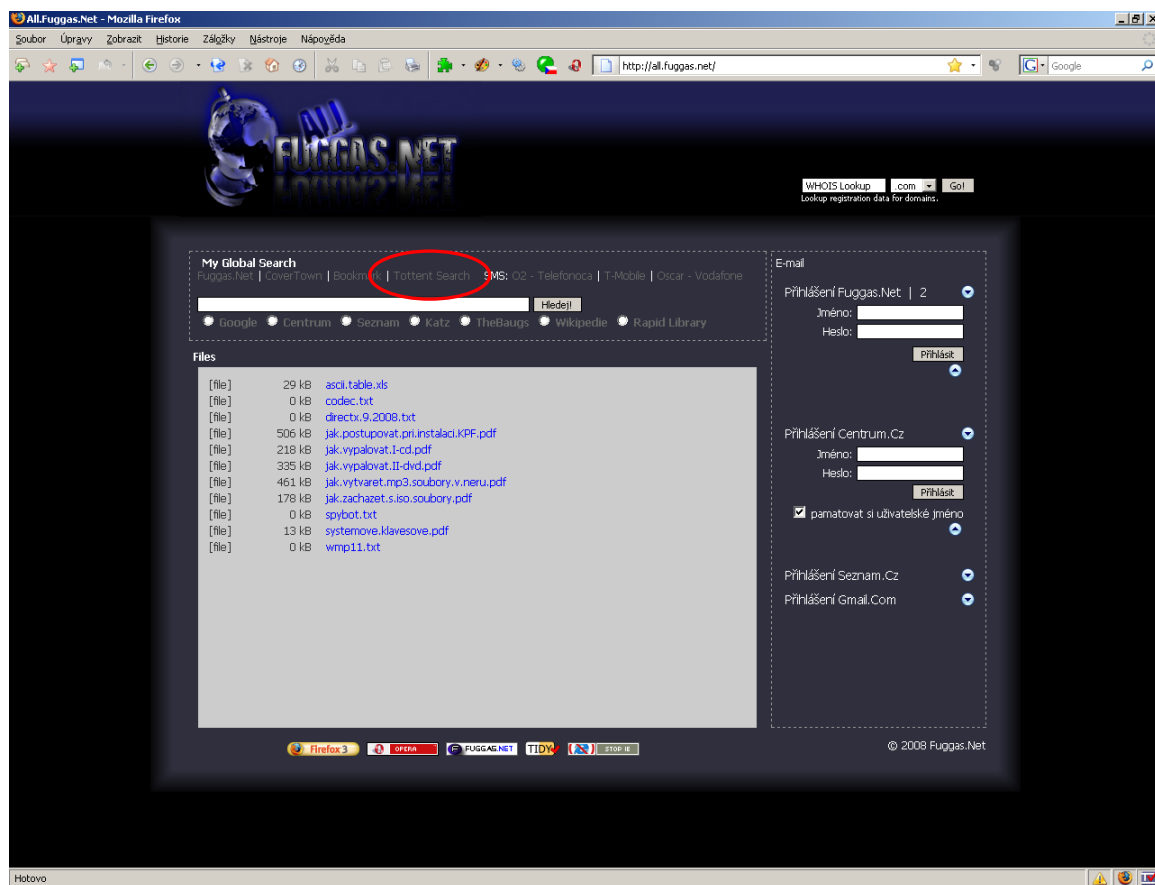 All.Fuggas.Net - Mozilla Firefox
Soubor Úpravy Zobrazit Historie Záložky Nástroje Nápověda
http://all.fuggas.net/
G Google
ALL
FUGGAS.NET
WHOIS Lookup .com Go!
Lookup registration data for domains.
My Global Search
Fuggas.Net | CoverTown | Bookmark | Tottent Search SMS: O2 - Telefonoca | T-Mobile | Oscar - Vodafone
Hledej!
Google Centrum Seznam Katz TheBaugs Wikipedie Rapid Library
Files
[file] 29 kB ascii.table.xls
[file] 0 kB codec.txt
[file] 0 kB directx.9.2008.txt
[file] 506 kB jak.postupovat.pri.instalaci.KPF.pdf
[file] 218 kB jak.vypalovat.I-cd.pdf
[file] 335 kB jak.vypalovat.II-dvd.pdf
[file] 461 kB jak.vytvaret.mp3.soubory.v.neru.pdf
[file] 178 kB jak.zachazet.s.iso.soubory.pdf
[file] 0 kB spybot.txt
[file] 13 kB systemove.klavesove.pdf
[file] 0 kB wmp11.txt
E-mail
Přihlášení Fuggas.Net | 2
Jméno:
Heslo:
Přihlásit
Přihlášení Centrum.Cz
Jméno:
Heslo:
Přihlásit
pamatovat si uživatelské jméno
Přihlášení Seznam.Cz
Přihlášení Gmail.Com
Firefox 3 OPERA FUGGAS.NET TIDY STOP IE
© 2008 Fuggas.Net
Hotovo